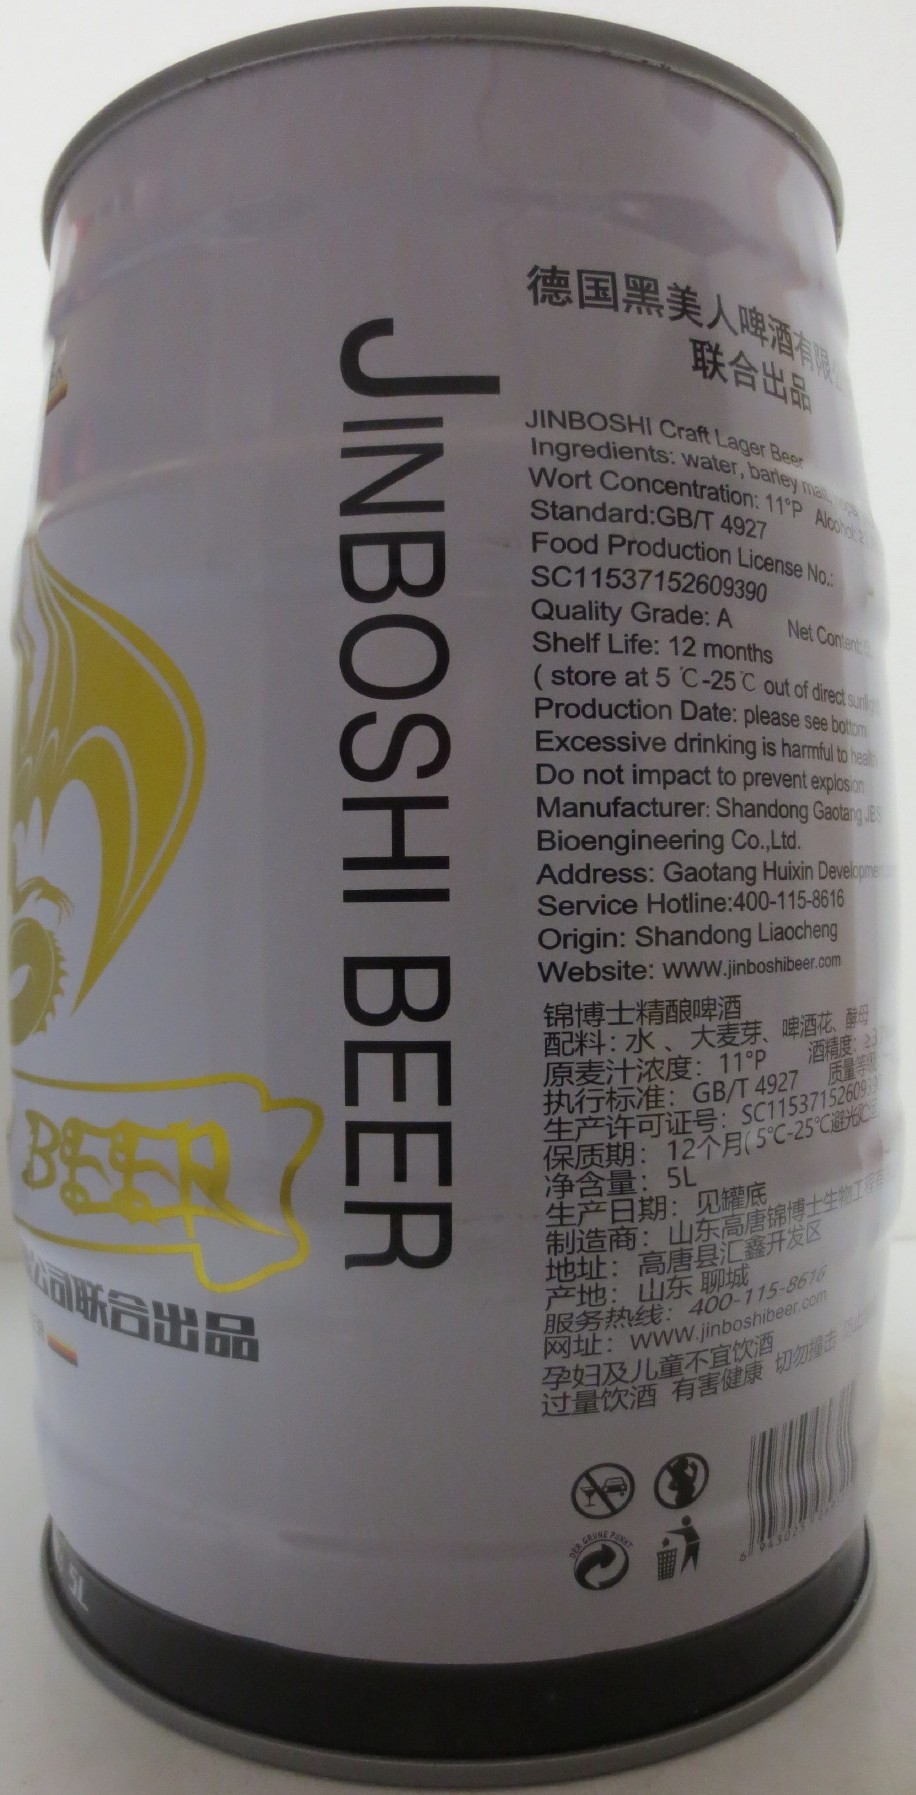 德国黑美人啤酒有限
联合出品
JINBOSHI BEER
JINBOSHI Craft Lager Beer
Ingredients: water, barley
Wort Concentration: 11°P
Standard:GB/T 4927
Food Production License No.:
SC11537152609390
Quality Grade: A Net Content:
Shelf Life: 12 months
( store at 5℃-25℃ out of direct
Production Date: please see bottom
Excessive drinking is harmful to health
Do not impact to prevent explosion
Manufacturer: Shandong Gaotang
Bioengineering Co.,Ltd.
Address: Gaotang Huixin
Service Hotline:400-115-8616
Origin: Shandong Liaocheng
Website: www.jinboshibeer.com
锦博士精酿啤酒
配料：水、大麦芽、啤酒花、酵母
原麦汁浓度：11°P 酒精度：
执行标准：GB/T 4927 质量等级
生产许可证号：
保质期：12个月(5℃-25℃避光
净含量：5L
生产日期：见罐底
制造商：山东高唐锦博士生物工程
地址：高唐县汇鑫开发区
产地：山东 聊城
服务热线：400-115-8616
网址：www.jinboshibeer.com
孕妇及儿童不宜饮酒
过量饮酒 有害健康 切勿撞击
BEER
公司联合出品
DER GRÜNE PUNKT
5L